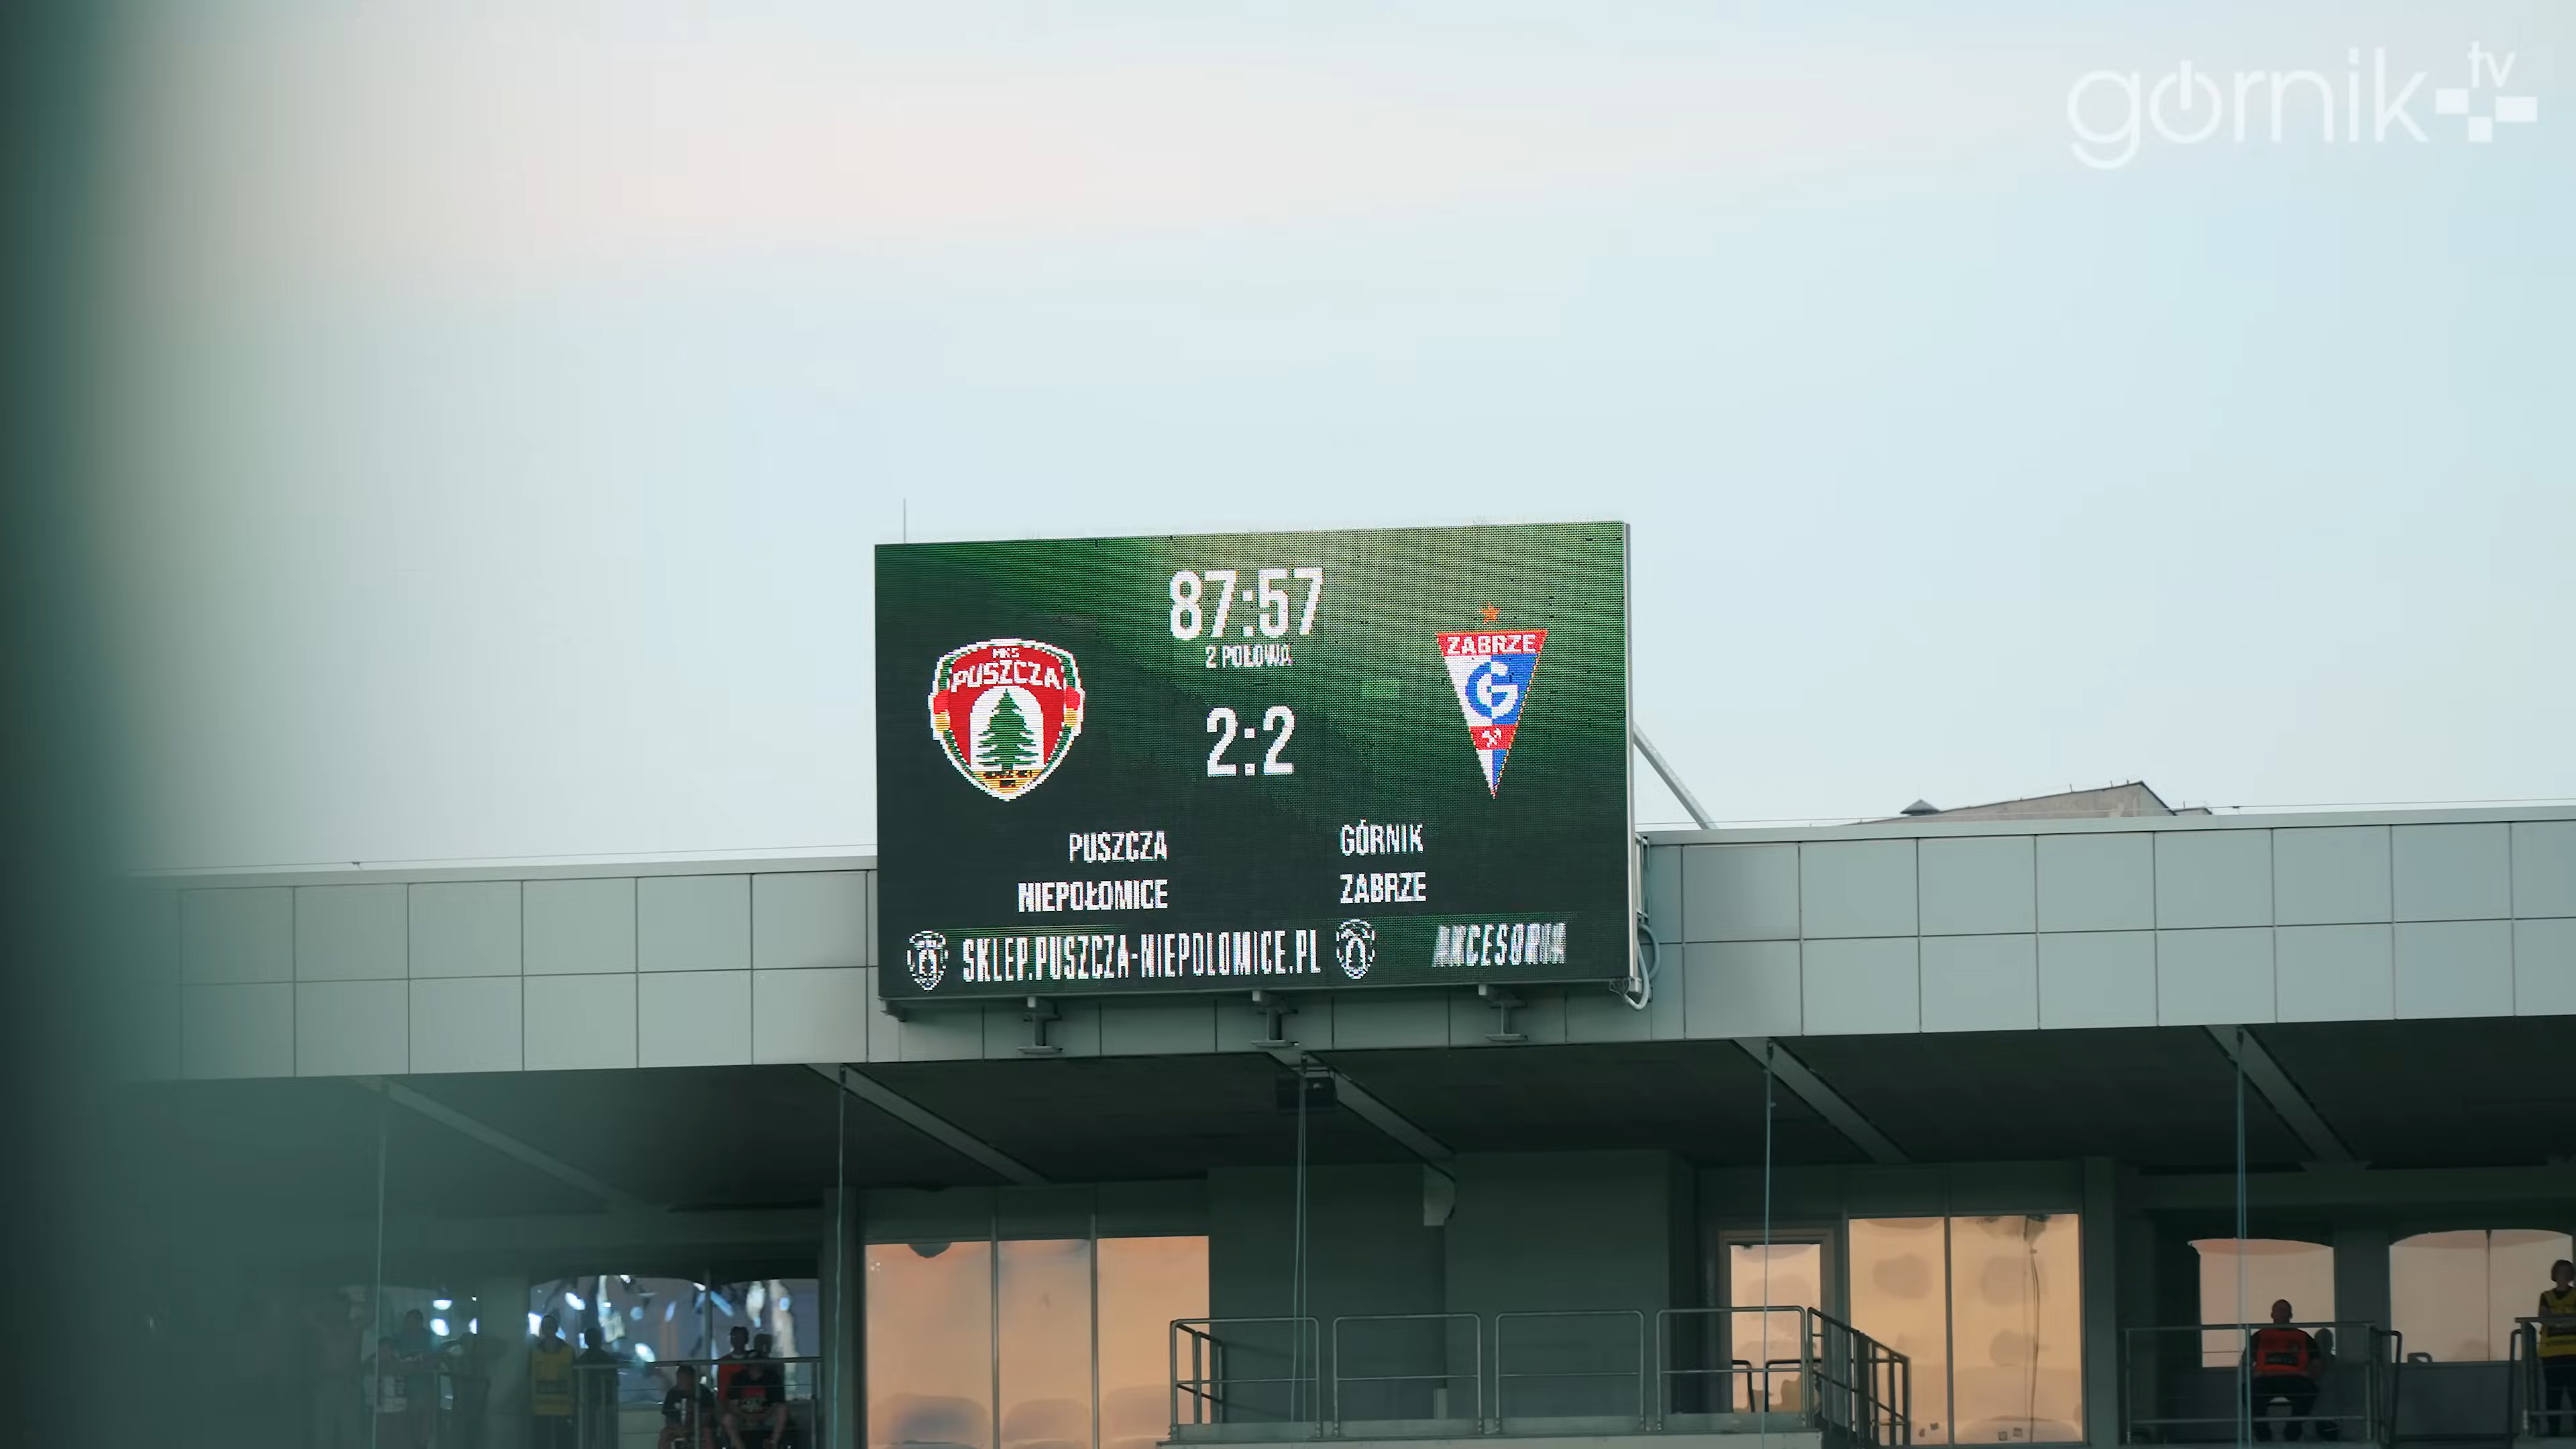 górnik tv
87:57
2 POŁOWA
MKS
PUSZCZA
ZABRZE
G
2:2
PUSZCZA
NIEPOŁOMICE
GÓRNIK
ZABRZE
SKLEP.PUSZCZA-NIEPOLOMICE.PL
AKCESORIA